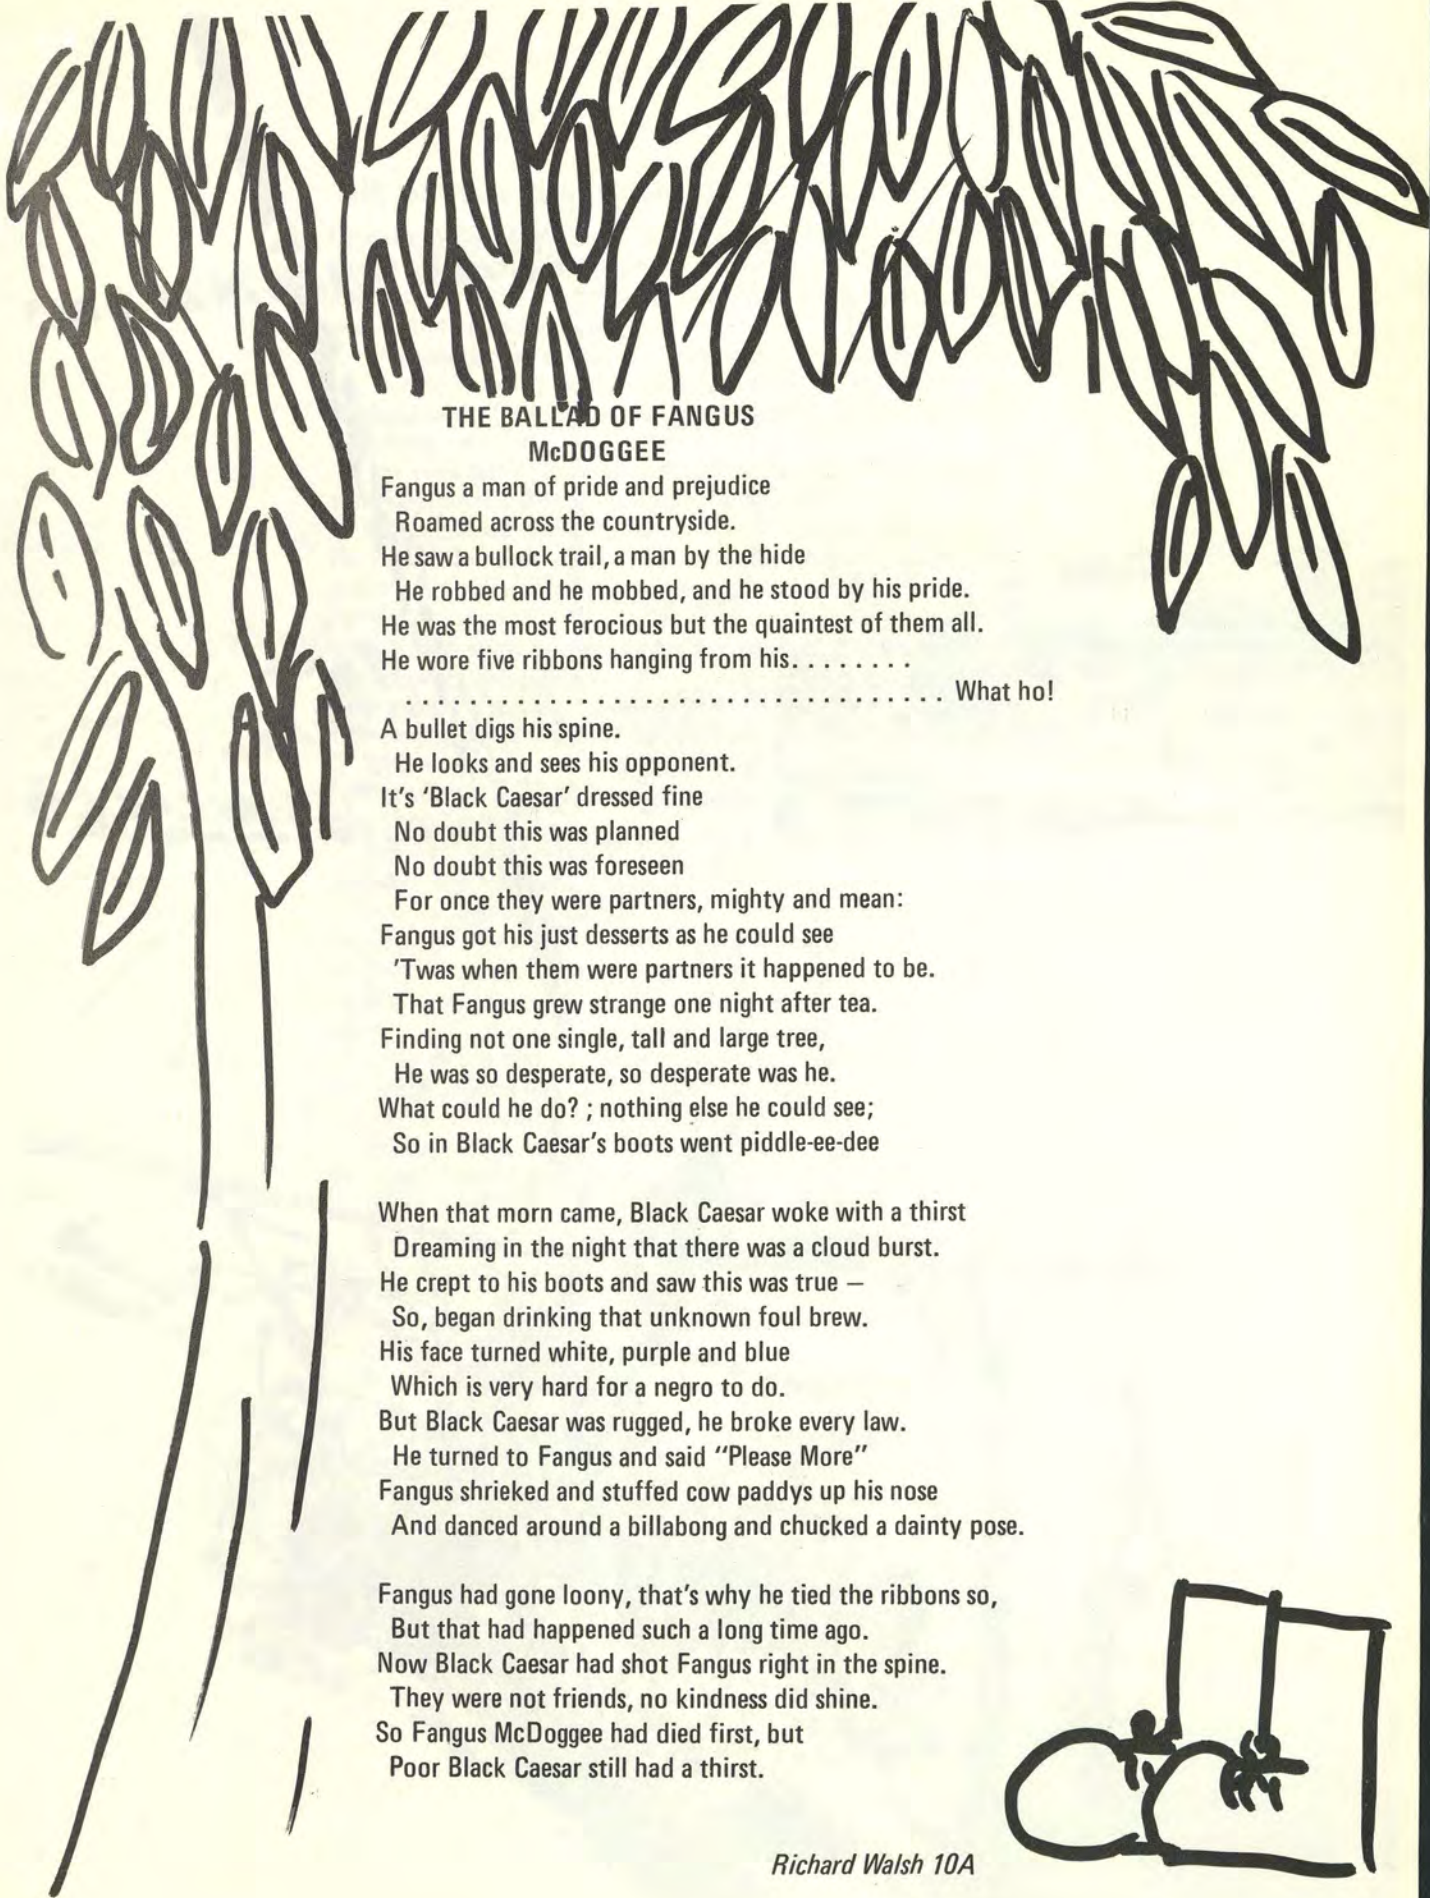 THE BALLAD OF FANGUS
McDOGGEE
Fangus a man of pride and prejudice
Roamed across the countryside.
He saw a bullock trail, a man by the hide
He robbed and he mobbed, and he stood by his pride.
He was the most ferocious but the quaintest of them all.
He wore five ribbons hanging from his. . . . . . . .
. . . . . . . . . . . . . . . . . . . . . . . . . . . . . . . . . . What ho!
A bullet digs his spine.
He looks and sees his opponent.
It's 'Black Caesar' dressed fine
No doubt this was planned
No doubt this was foreseen
For once they were partners, mighty and mean:
Fangus got his just desserts as he could see
'Twas when them were partners it happened to be.
That Fangus grew strange one night after tea.
Finding not one single, tall and large tree,
He was so desperate, so desperate was he.
What could he do? ; nothing else he could see;
So in Black Caesar's boots went piddle-ee-dee

When that morn came, Black Caesar woke with a thirst
Dreaming in the night that there was a cloud burst.
He crept to his boots and saw this was true —
So, began drinking that unknown foul brew.
His face turned white, purple and blue
Which is very hard for a negro to do.
But Black Caesar was rugged, he broke every law.
He turned to Fangus and said "Please More"
Fangus shrieked and stuffed cow paddys up his nose
And danced around a billabong and chucked a dainty pose.

Fangus had gone loony, that's why he tied the ribbons so,
But that had happened such a long time ago.
Now Black Caesar had shot Fangus right in the spine.
They were not friends, no kindness did shine.
So Fangus McDoggee had died first, but
Poor Black Caesar still had a thirst.

Richard Walsh 10A